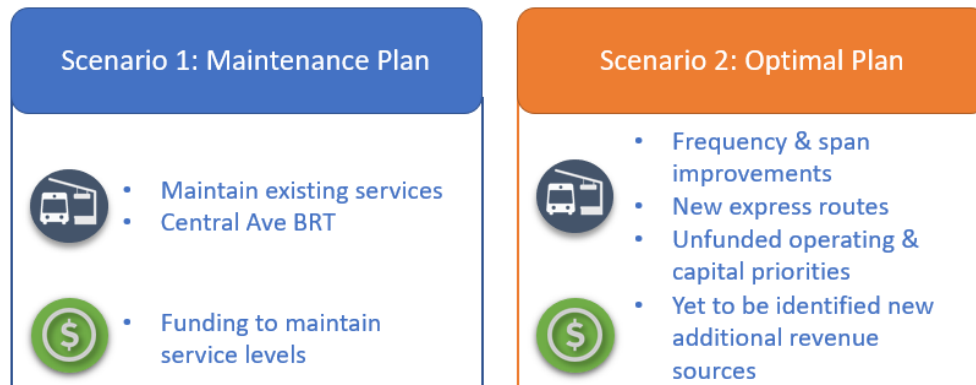 Scenario 1: Maintenance Plan
• Maintain existing services
• Central Ave BRT
$
• Funding to maintain
service levels
Scenario 2: Optimal Plan
• Frequency & span
improvements
• New express routes
• Unfunded operating &
capital priorities
$
• Yet to be identified new
additional revenue
sources